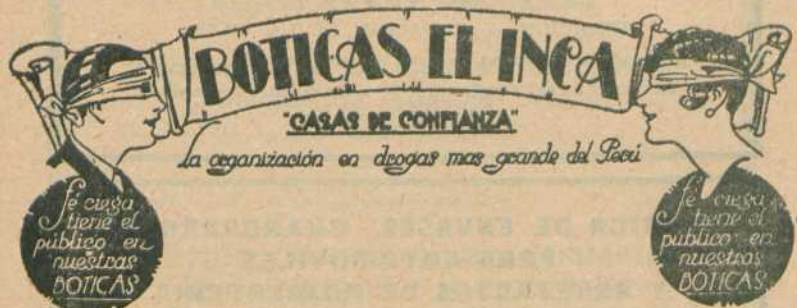 BOTICAS EL INCA
"CASAS DE CONFIANZA"
La organización en drogas mas grande del Perú
Fé ciega
tiene el
público en
nuestras
BOTICAS
Fé ciega
tiene el
público en
nuestras
BOTICAS